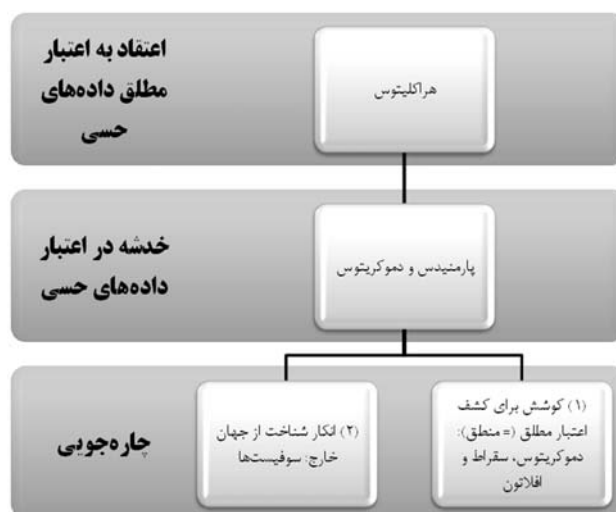 اعتقاد به اعتبار
مطلق داده‌های
حسی
هراکلیتوس
خدشه در اعتبار
داده‌های حسی
پارمنیدس و دموکریتوس
چاره‌جویی
(۱) کوشش برای کشف
اعتبار مطلق (= منطق):
دموکریتوس، سقراط و
افلاتون
(۲) انکار شناخت از جهان
خارج: سوفیست‌ها